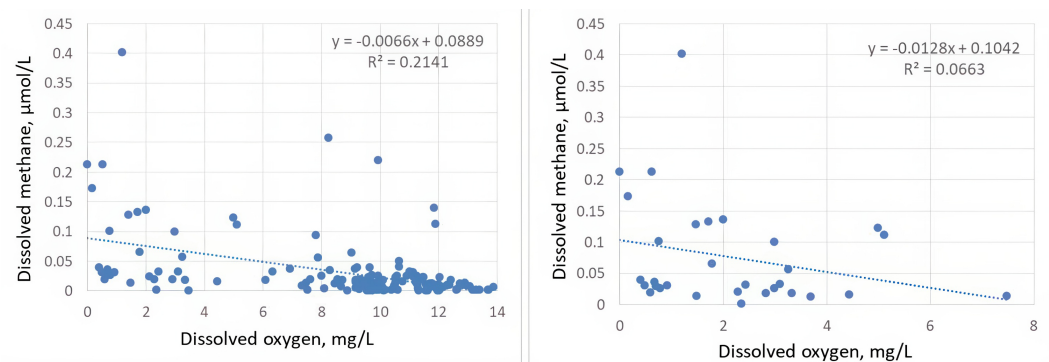 0.45
0.4
0.35
0.3
0.25
0.2
0.15
0.1
0.05
0
0 2 4 6 8 10 12 14
Dissolved methane, µmol/L
Dissolved oxygen, mg/L
y = -0.0066x + 0.0889
R² = 0.2141
0.45
0.4
0.35
0.3
0.25
0.2
0.15
0.1
0.05
0
0 2 4 6 8
Dissolved methane, µmol/L
Dissolved oxygen, mg/L
y = -0.0128x + 0.1042
R² = 0.0663